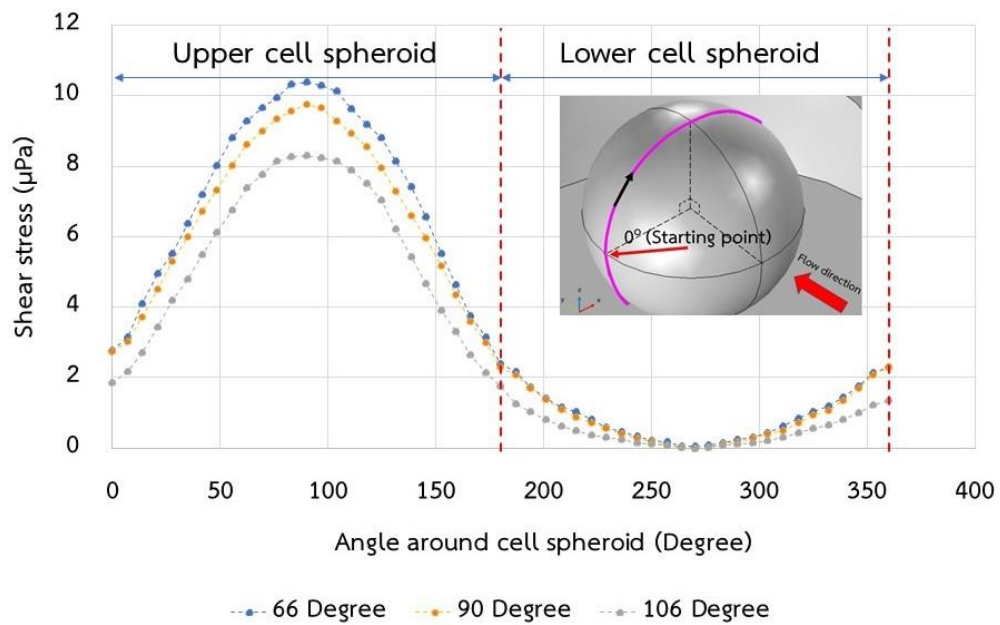 12
10
8
6
4
2
0
Shear stress (µPa)
Upper cell spheroid
Lower cell spheroid
0º (Starting point)
Flow direction
z
y
x
0
50
100
150
200
250
300
350
400
Angle around cell spheroid (Degree)
66 Degree
90 Degree
106 Degree